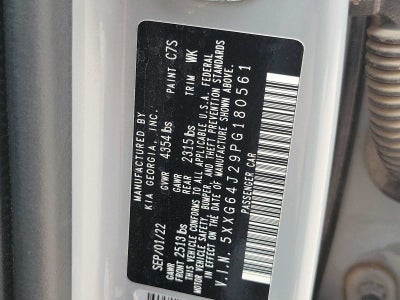 MANUFACTURED BY
KIA GEORGIA, INC.
SEP/01/22 GVWR 4354 lbs PAINT C7S
GAWR FRONT 2513 lbs GAWR REAR 2315 lbs TRIM WK
THIS VEHICLE CONFORMS TO ALL APPLICABLE U.S.A. FEDERAL
MOTOR VEHICLE SAFETY, BUMPER, AND THEFT PREVENTION STANDARDS
IN EFFECT ON THE DATE OF MANUFACTURE SHOWN ABOVE.
V.I.N. 5XXG64J29PG180561
PASSENGER CAR